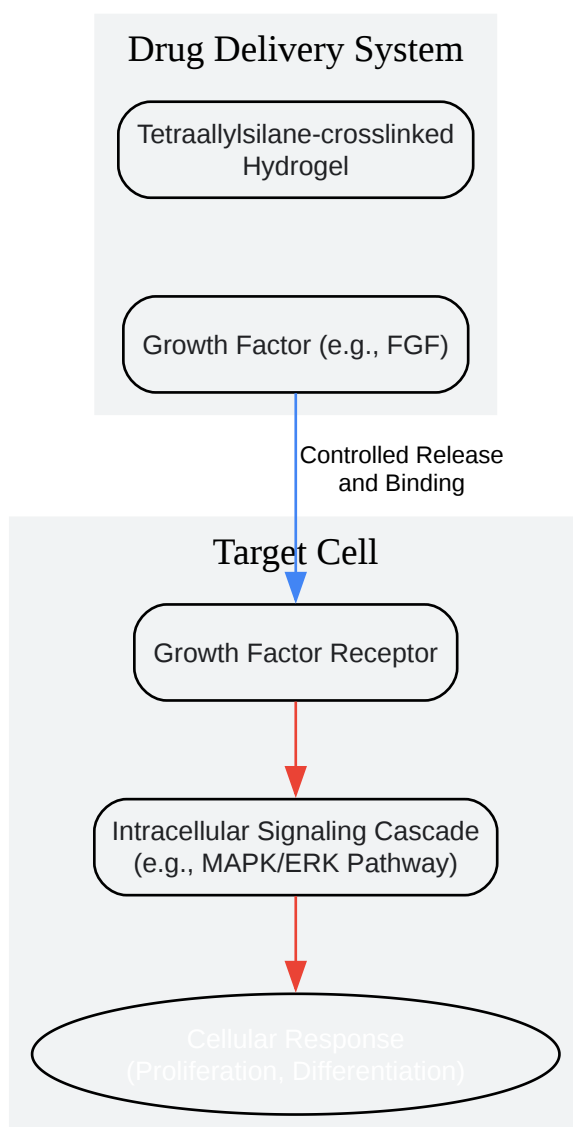 Drug Delivery System
Tetraallylsilane-crosslinked
Hydrogel
Growth Factor (e.g., FGF)
Controlled Release
and Binding
Target Cell
Growth Factor Receptor
Intracellular Signaling Cascade
(e.g., MAPK/ERK Pathway)
Cellular Response
(Proliferation, Differentiation)